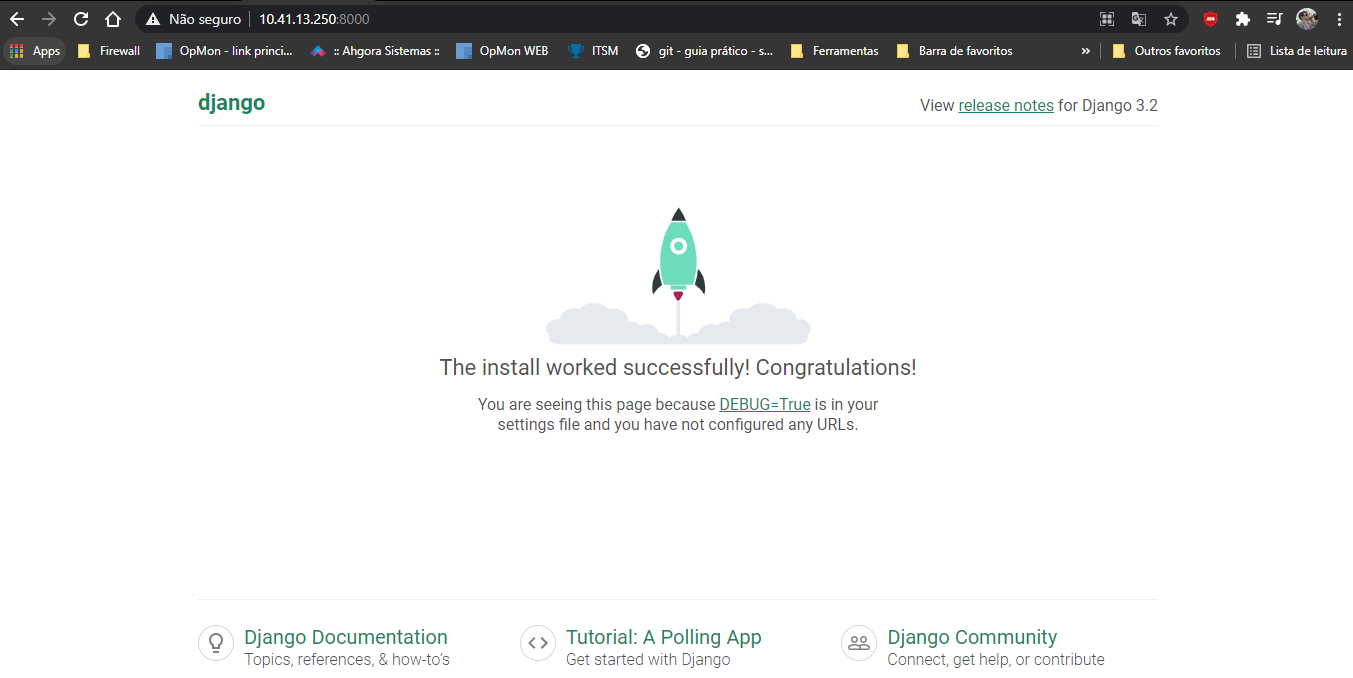 Não seguro 10.41.13.250:8000
Apps Firewall OpMon - link princi... :: Ahgora Sistemas :: OpMon WEB ITSM git - guia prático - s... Ferramentas Barra de favoritos » Outros favoritos Lista de leitura
django View release notes for Django 3.2
The install worked successfully! Congratulations!
You are seeing this page because DEBUG=True is in your
settings file and you have not configured any URLs.
Django Documentation
Topics, references, & how-to's
Tutorial: A Polling App
Get started with Django
Django Community
Connect, get help, or contribute